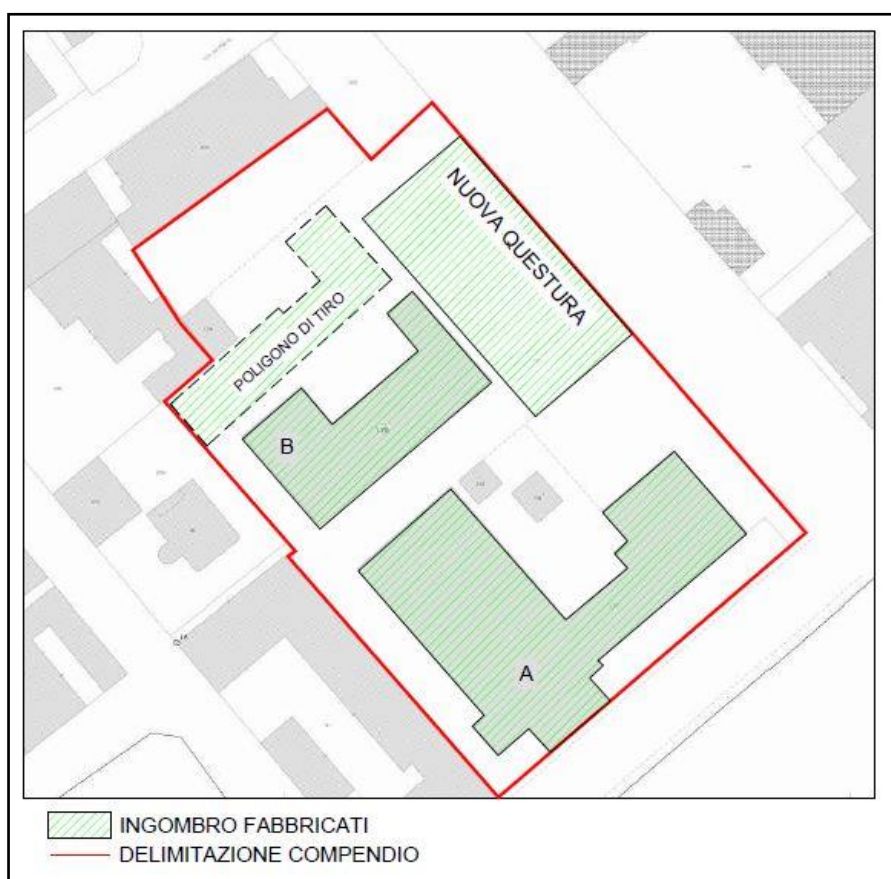 NUOVA QUESTURA
POLIGONO DI TIRO
B
A
INGOMBRO FABBRICATI
DELIMITAZIONE COMPENDIO